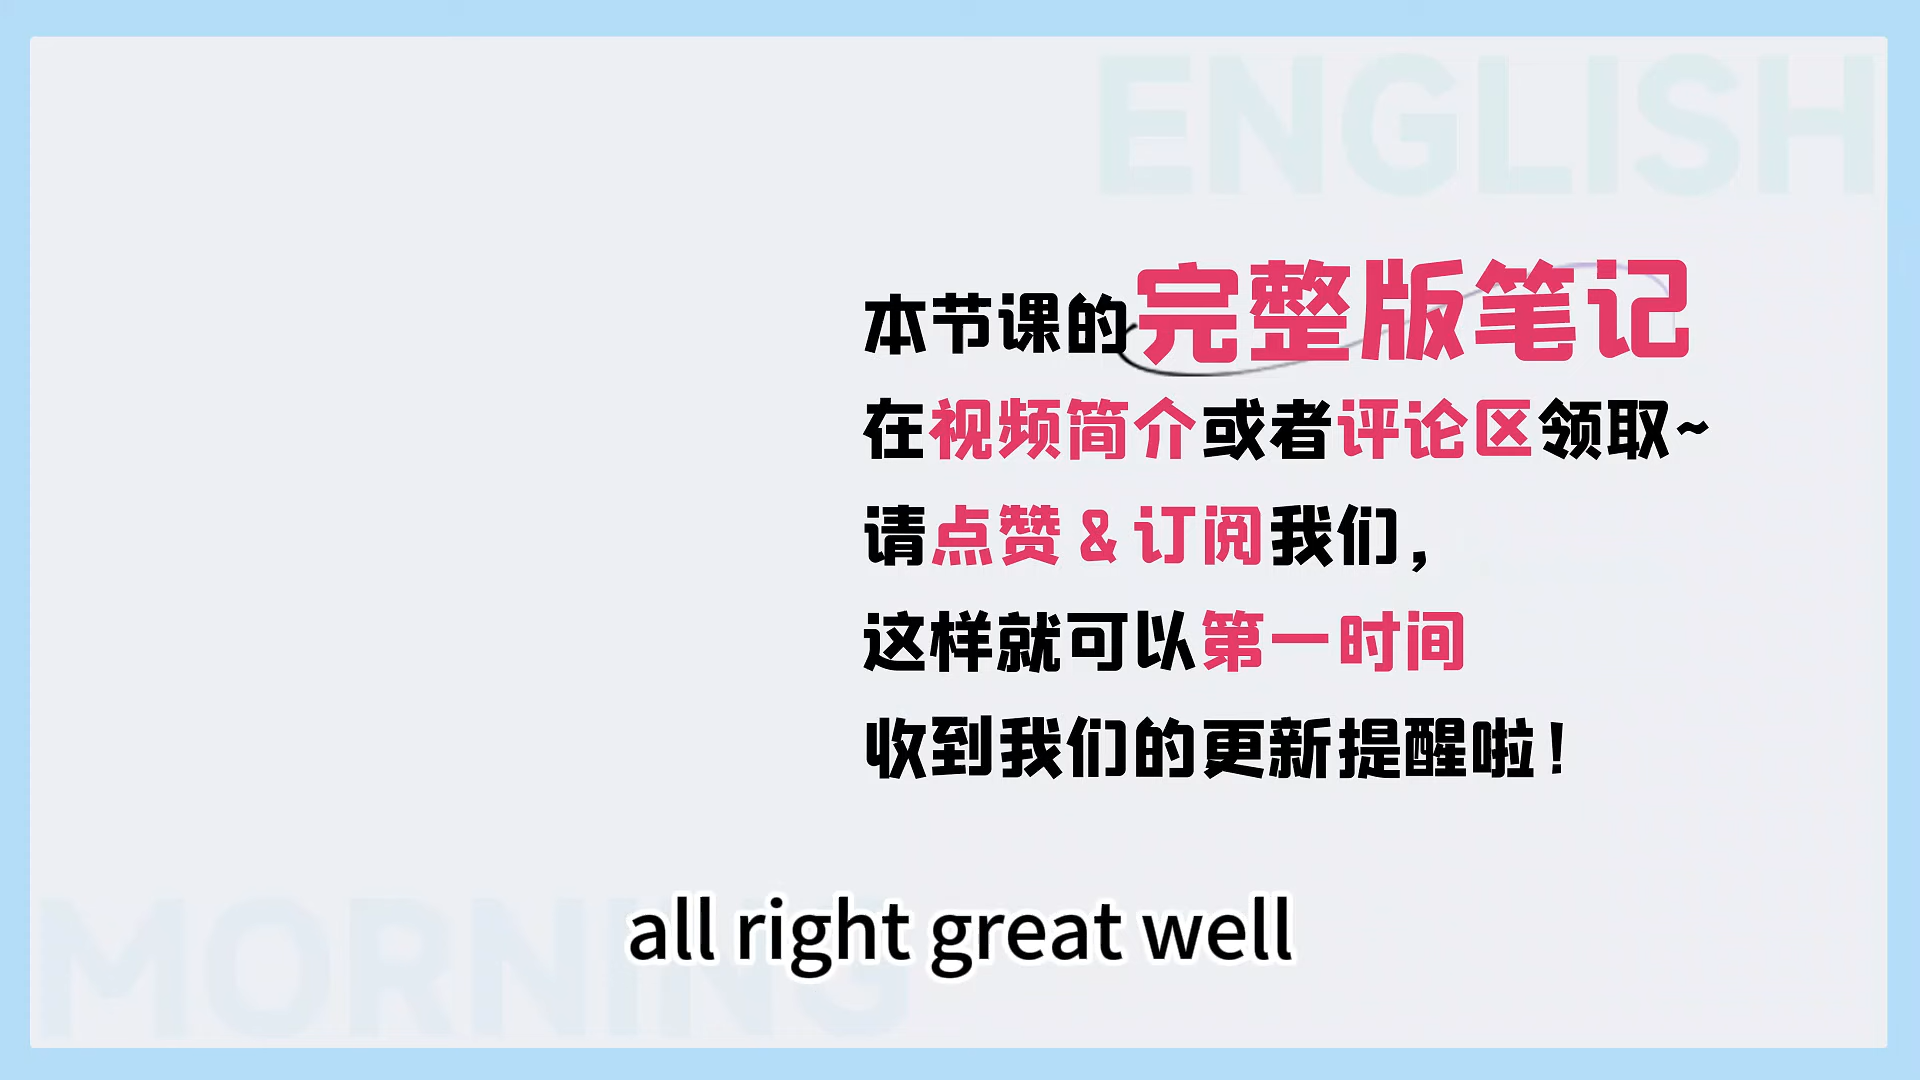 ENGLISH
本节课的完整版笔记
在视频简介或者评论区领取~
请点赞&订阅我们，
这样就可以第一时间
收到我们的更新提醒啦！
MORNING
all right great well